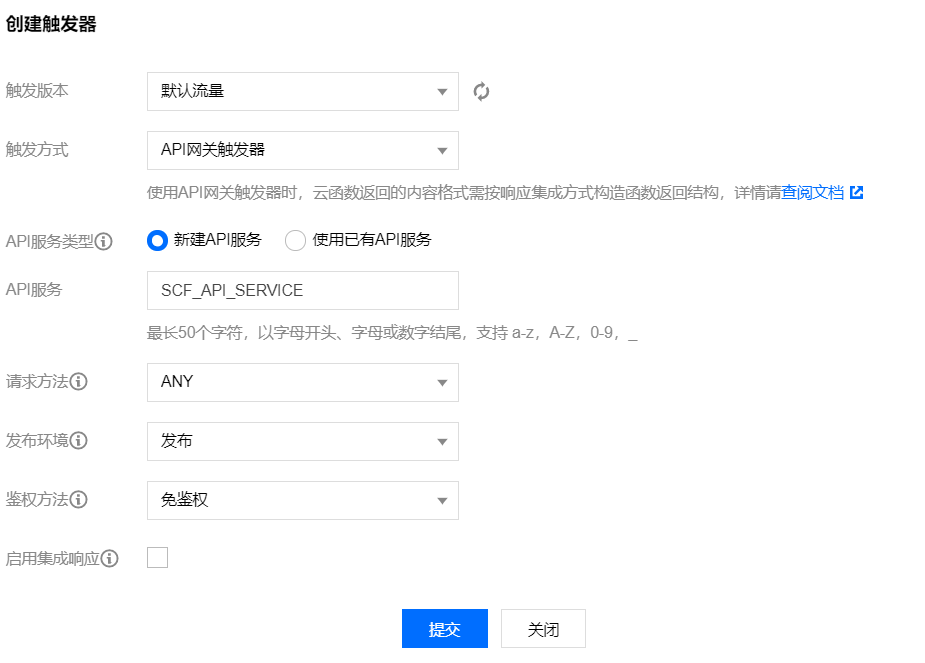 创建触发器
触发版本 默认流量
触发方式 API网关触发器
使用API网关触发器时，云函数返回的内容格式需按响应集成方式构造函数返回结构，详情请查阅文档
API服务类型 新建API服务 使用已有API服务
API服务 SCF_API_SERVICE
最长50个字符，以字母开头、字母或数字结尾，支持 a-z，A-Z，0-9，_
请求方法 ANY
发布环境 发布
鉴权方法 免鉴权
启用集成响应
提交 关闭